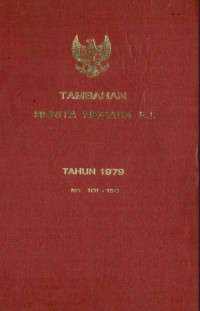 TAMBAHAN
BERITA NEGARA R.I.
TAHUN 1979